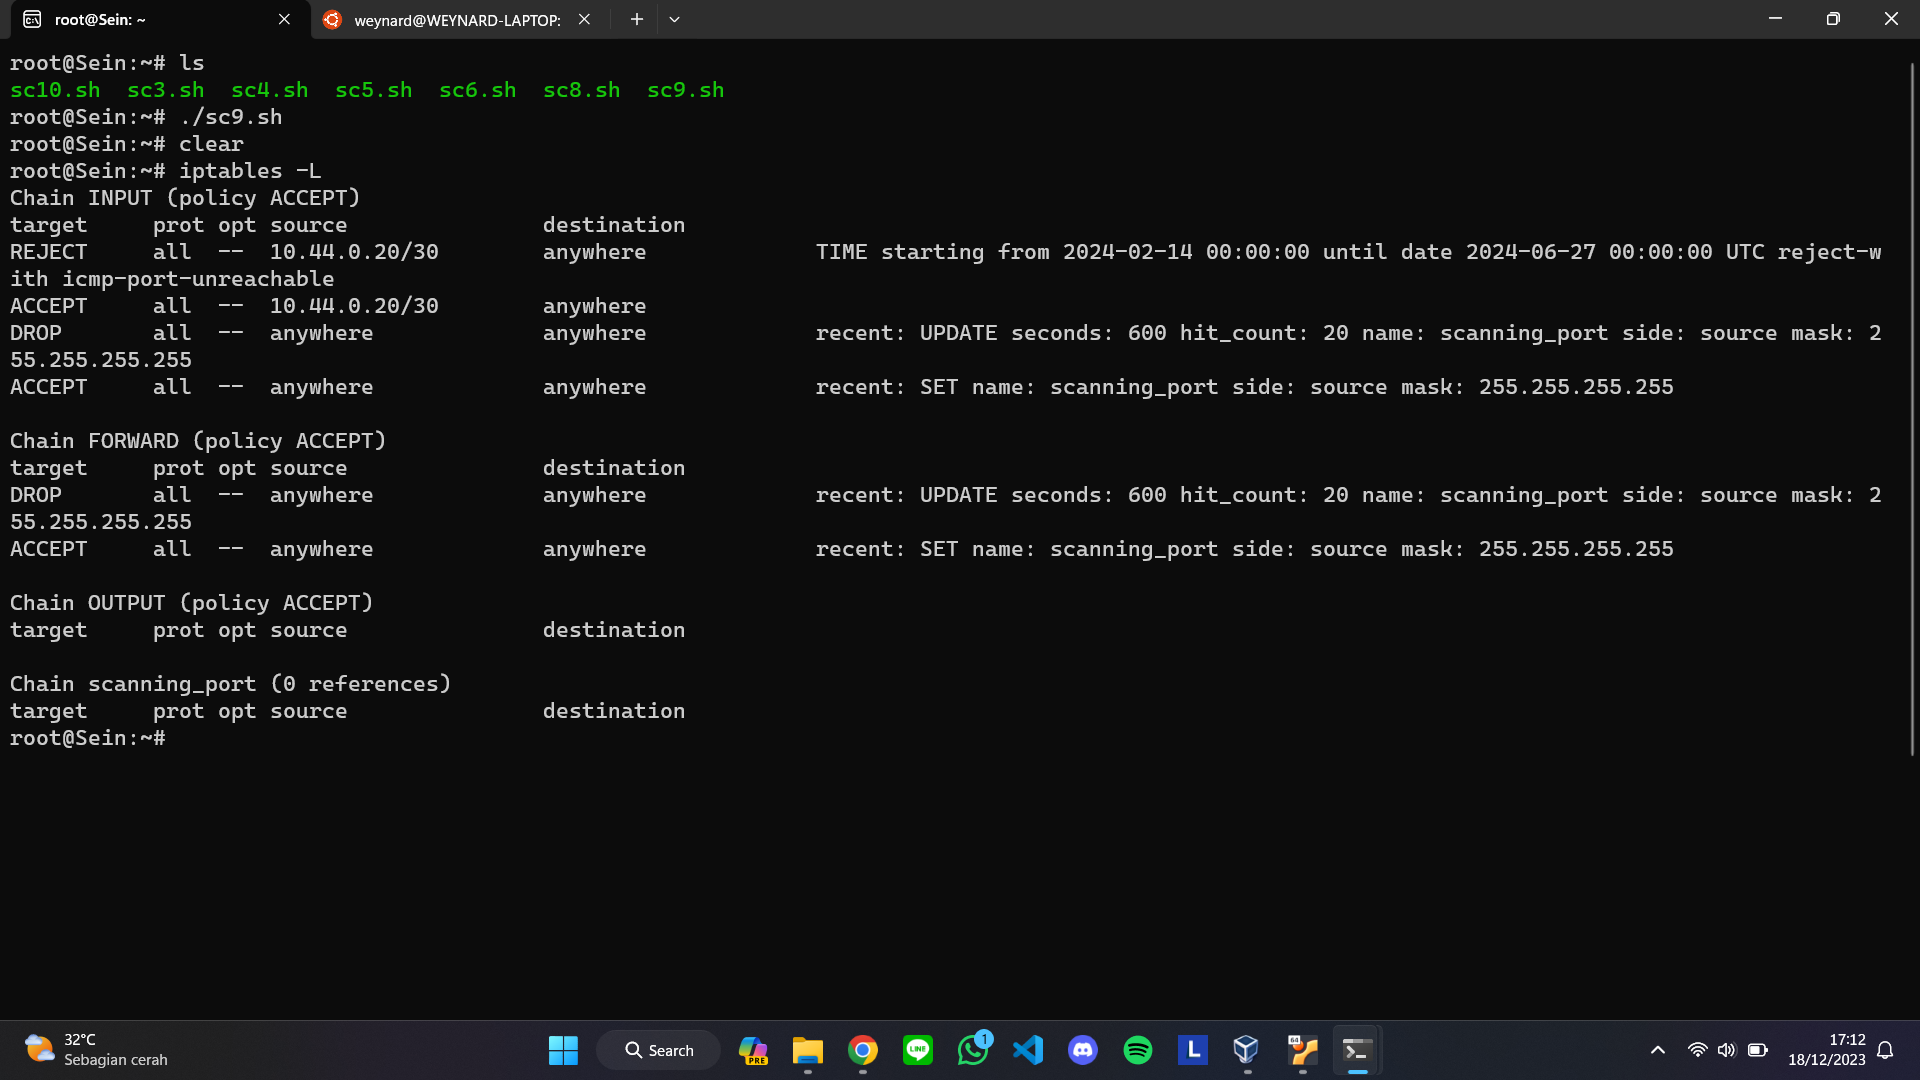 root@Sein: ~
weynard@WEYNARD-LAPTOP:
root@Sein:~# ls
sc10.sh  sc3.sh  sc4.sh  sc5.sh  sc6.sh  sc8.sh  sc9.sh
root@Sein:~# ./sc9.sh
root@Sein:~# clear
root@Sein:~# iptables -L
Chain INPUT (policy ACCEPT)
target     prot opt source               destination
REJECT     all  --  10.44.0.20/30        anywhere             TIME starting from 2024-02-14 00:00:00 until date 2024-06-27 00:00:00 UTC reject-w
ith icmp-port-unreachable
ACCEPT     all  --  10.44.0.20/30        anywhere
DROP       all  --  anywhere             anywhere             recent: UPDATE seconds: 600 hit_count: 20 name: scanning_port side: source mask: 2
55.255.255.255
ACCEPT     all  --  anywhere             anywhere             recent: SET name: scanning_port side: source mask: 255.255.255.255
Chain FORWARD (policy ACCEPT)
target     prot opt source               destination
DROP       all  --  anywhere             anywhere             recent: UPDATE seconds: 600 hit_count: 20 name: scanning_port side: source mask: 2
55.255.255.255
ACCEPT     all  --  anywhere             anywhere             recent: SET name: scanning_port side: source mask: 255.255.255.255
Chain OUTPUT (policy ACCEPT)
target     prot opt source               destination
Chain scanning_port (0 references)
target     prot opt source               destination
root@Sein:~#
32°C
Sebagian cerah
Search
PRE
LINE
1
L
64
17:12
18/12/2023